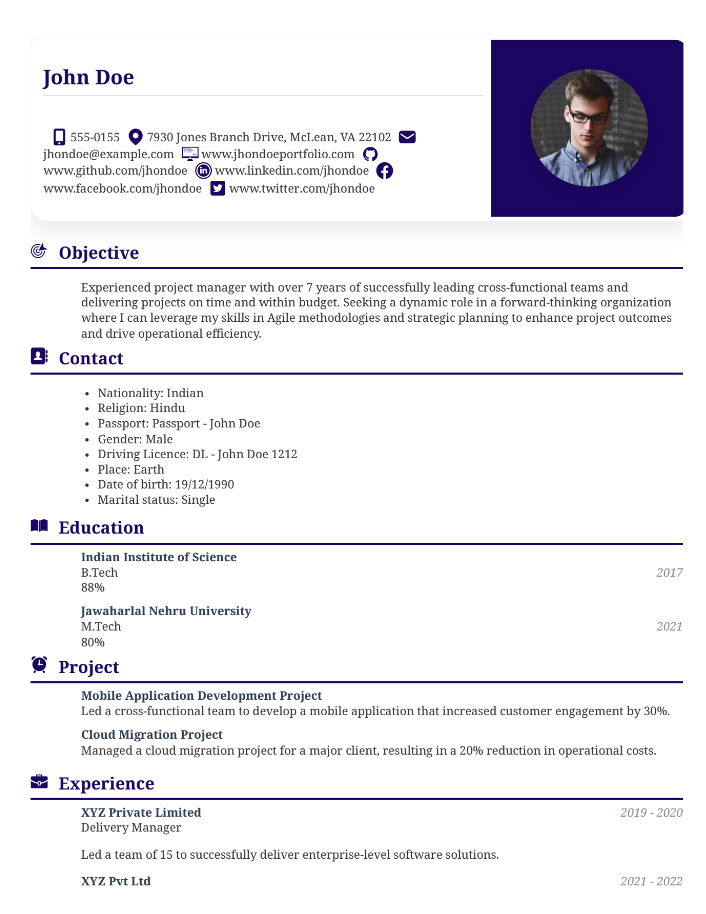 John Doe
555-0155 7930 Jones Branch Drive, McLean, VA 22102
jhondoe@example.com www.jhondoeportfolio.com
www.github.com/jhondoe www.linkedin.com/jhondoe
www.facebook.com/jhondoe www.twitter.com/jhondoe
Objective
Experienced project manager with over 7 years of successfully leading cross-functional teams and
delivering projects on time and within budget. Seeking a dynamic role in a forward-thinking organization
where I can leverage my skills in Agile methodologies and strategic planning to enhance project outcomes
and drive operational efficiency.
Contact
• Nationality: Indian
• Religion: Hindu
• Passport: Passport - John Doe
• Gender: Male
• Driving Licence: DL - John Doe 1212
• Place: Earth
• Date of birth: 19/12/1990
• Marital status: Single
Education
Indian Institute of Science
B.Tech 2017
88%
Jawaharlal Nehru University
M.Tech 2021
80%
Project
Mobile Application Development Project
Led a cross-functional team to develop a mobile application that increased customer engagement by 30%.
Cloud Migration Project
Managed a cloud migration project for a major client, resulting in a 20% reduction in operational costs.
Experience
XYZ Private Limited 2019 - 2020
Delivery Manager
Led a team of 15 to successfully deliver enterprise-level software solutions.
XYZ Pvt Ltd 2021 - 2022